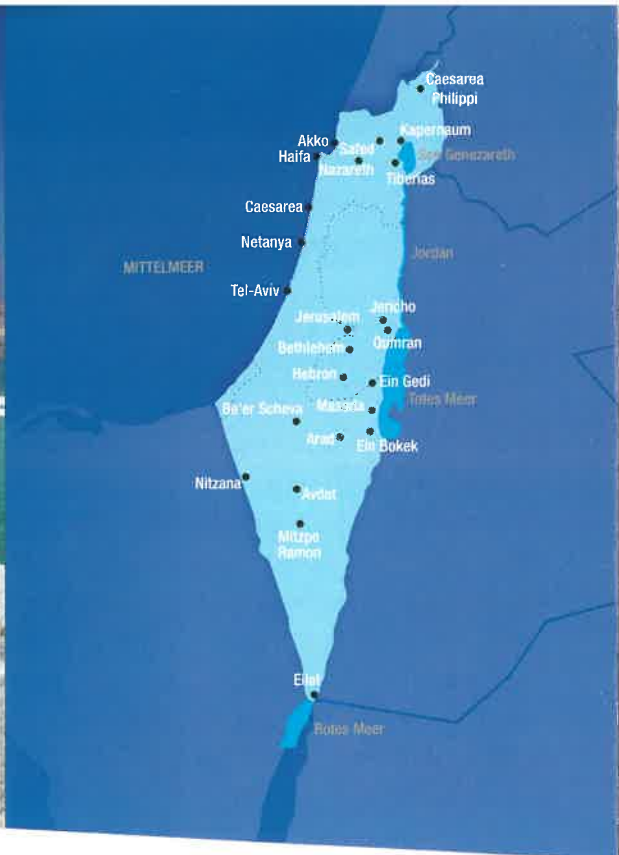 Caesarea
Philippi
Akko
Safed
Kapernaum
Haifa
See Genezareth
Nazareth
Tiberias
Caesarea
Netanya
Jordan
MITTELMEER
Tel-Aviv
Jericho
Jerusalem
Qumran
Bethlehem
Hebron
Ein Gedi
Totes Meer
Masada
Be'er Scheva
Arad
Ein Bokek
Nitzana
Avdat
Mitzpe
Ramon
Eilat
Rotes Meer